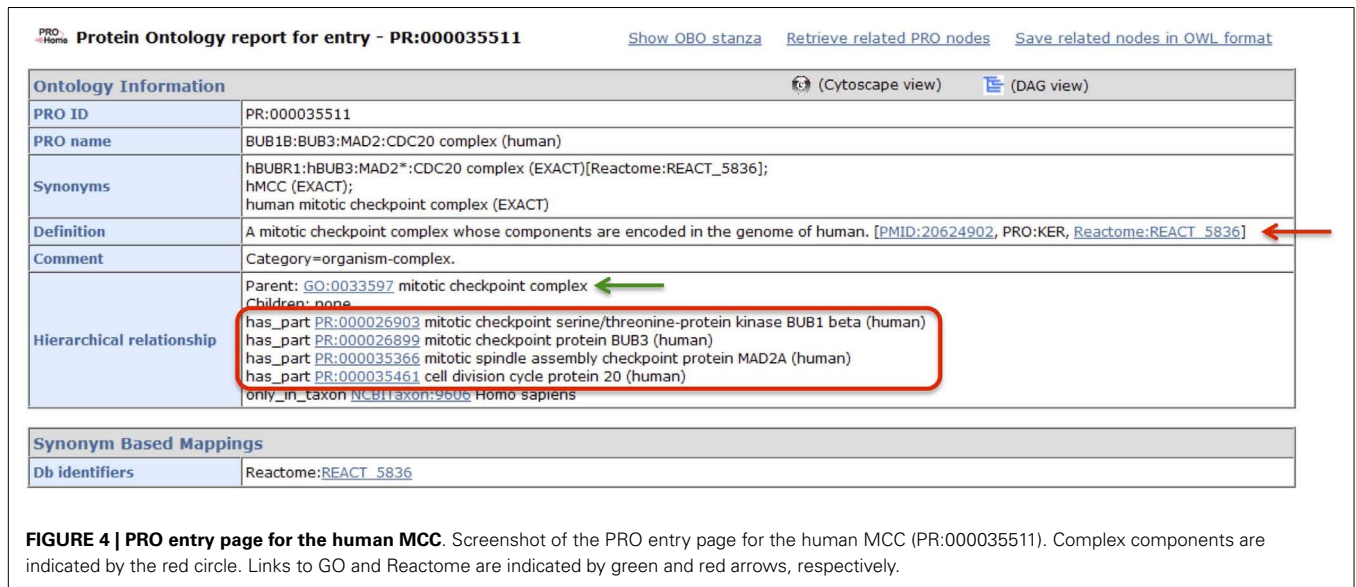 PRO Home Protein Ontology report for entry - PR:000035511 Show OBO stanza Retrieve related PRO nodes Save related nodes in OWL format
Ontology Information (Cytoscape view) (DAG view)
PRO ID PR:000035511
PRO name BUB1B:BUB3:MAD2:CDC20 complex (human)
Synonyms hBUBR1:hBUB3:MAD2*:CDC20 complex (EXACT)[Reactome:REACT_5836];
hMCC (EXACT);
human mitotic checkpoint complex (EXACT)
Definition A mitotic checkpoint complex whose components are encoded in the genome of human. [PMID:20624902, PRO:KER, Reactome:REACT_5836]
Comment Category=organism-complex.
Hierarchical relationship Parent: GO:0033597 mitotic checkpoint complex
Children: none
has_part PR:000026903 mitotic checkpoint serine/threonine-protein kinase BUB1 beta (human)
has_part PR:000026899 mitotic checkpoint protein BUB3 (human)
has_part PR:000035366 mitotic spindle assembly checkpoint protein MAD2A (human)
has_part PR:000035461 cell division cycle protein 20 (human)
only_in_taxon NCBITaxon:9606 Homo sapiens
Synonym Based Mappings
Db identifiers Reactome:REACT_5836
FIGURE 4 | PRO entry page for the human MCC. Screenshot of the PRO entry page for the human MCC (PR:000035511). Complex components are
indicated by the red circle. Links to GO and Reactome are indicated by green and red arrows, respectively.